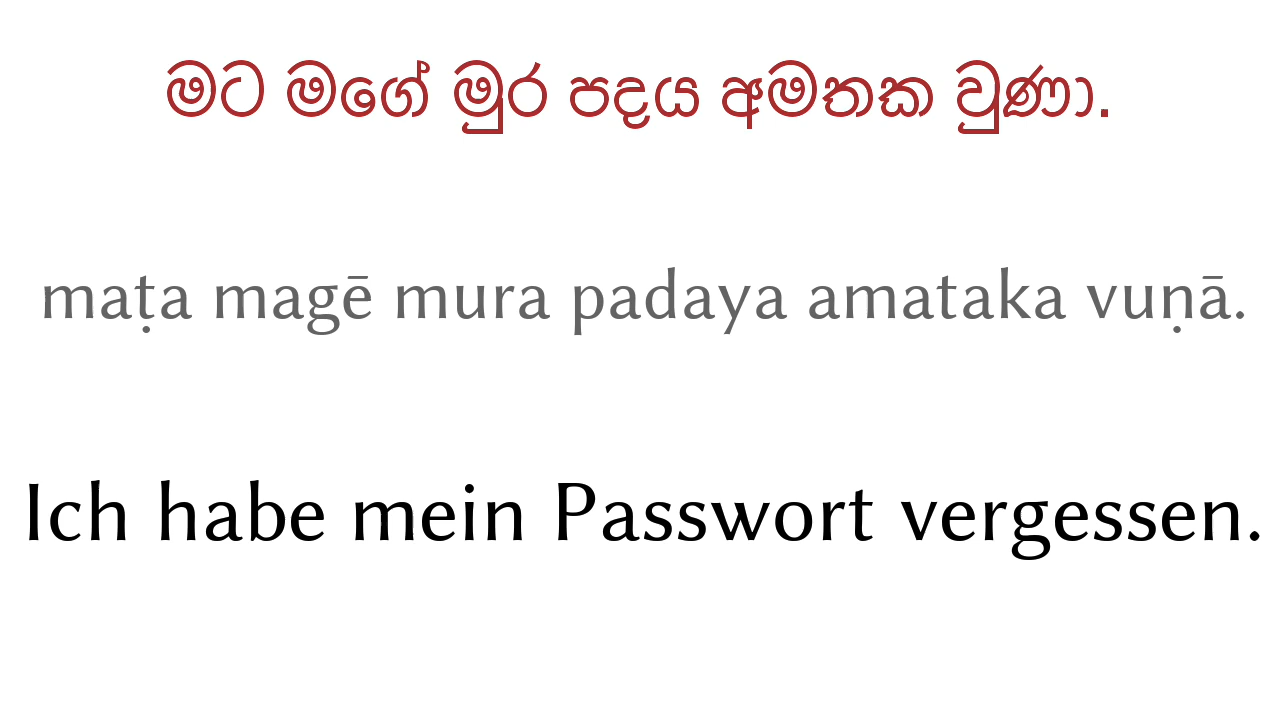 මට මගේ මුර පදය අමතක වුණා.
maṭa magē mura padaya amataka vuṇā.
Ich habe mein Passwort vergessen.